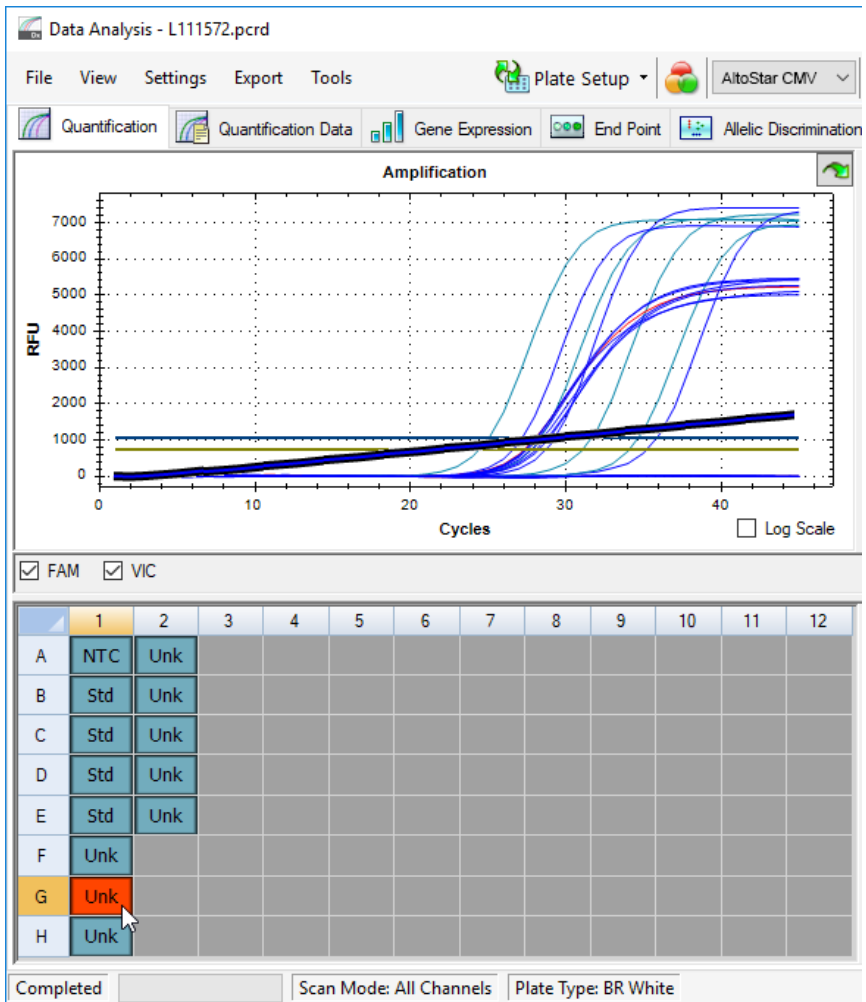 Data Analysis - L111572.pcrd
File View Settings Export Tools Plate Setup AltoStar CMV
Quantification Quantification Data Gene Expression End Point Allelic Discrimination
Amplification
7000
6000
5000
4000
3000
2000
1000
0
RFU
0 10 20 30 40
Cycles
Log Scale
FAM VIC
1 2 3 4 5 6 7 8 9 10 11 12
A NTC Unk
B Std Unk
C Std Unk
D Std Unk
E Std Unk
F Unk
G Unk
H Unk
Completed Scan Mode: All Channels Plate Type: BR White